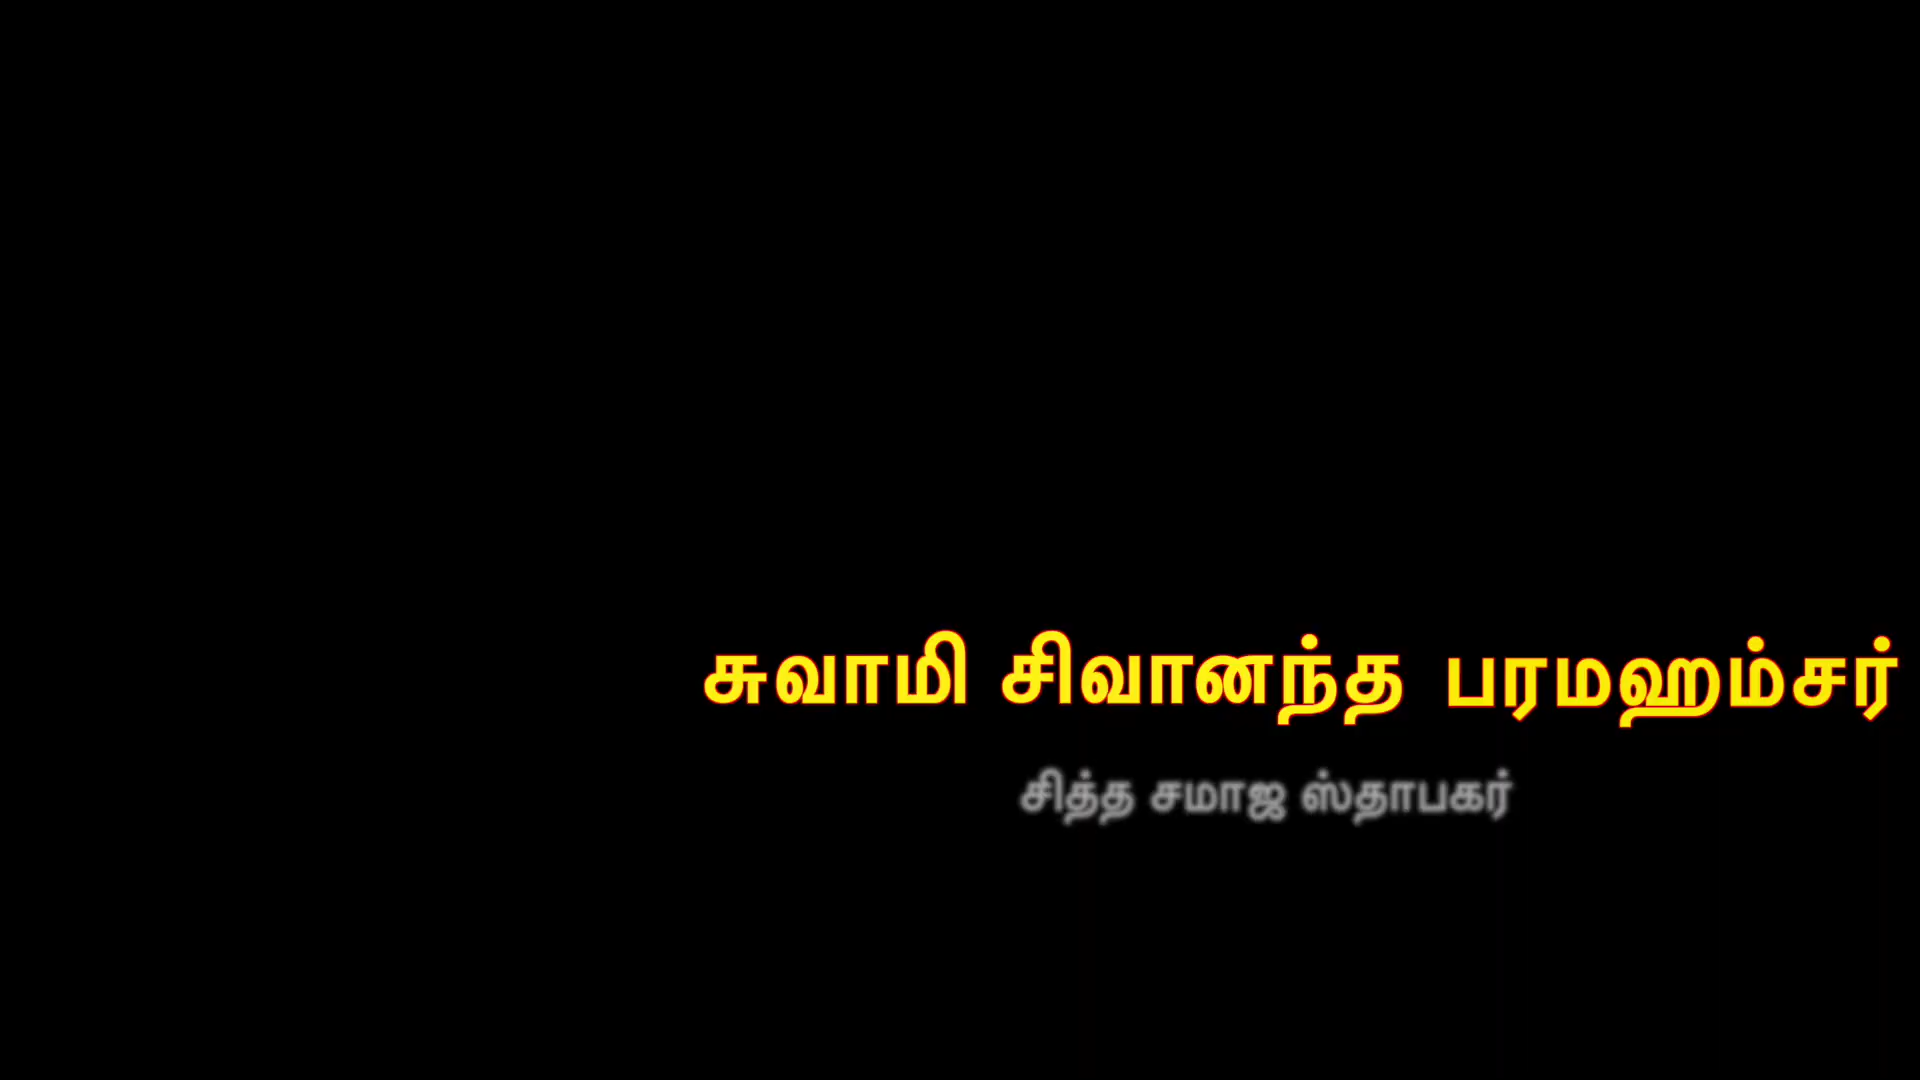 சுவாமி சிவானந்த பரமஹம்சர்
சித்த சமாஜ ஸ்தாபகர்